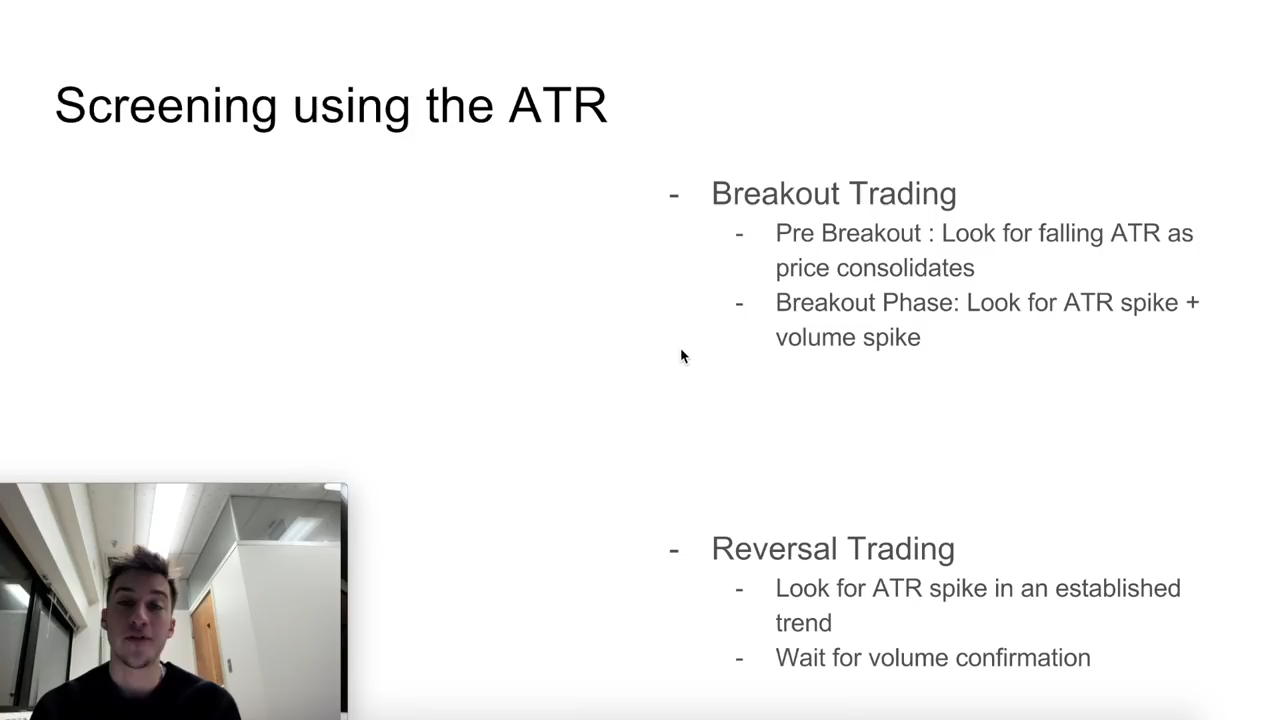 Screening using the ATR
- Breakout Trading
- Pre Breakout : Look for falling ATR as
price consolidates
- Breakout Phase: Look for ATR spike +
volume spike
- Reversal Trading
- Look for ATR spike in an established
trend
- Wait for volume confirmation